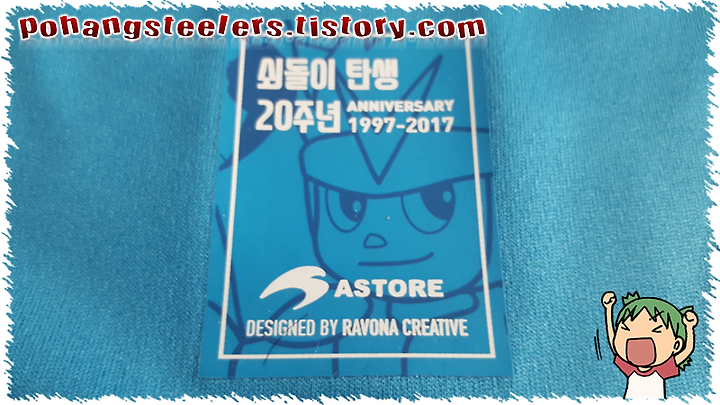 pohangsteelers.tistory.com
쇠돌이 탄생
20주년 ANNIVERSARY
1997-2017
ASTORE
DESIGNED BY RAVONA CREATIVE